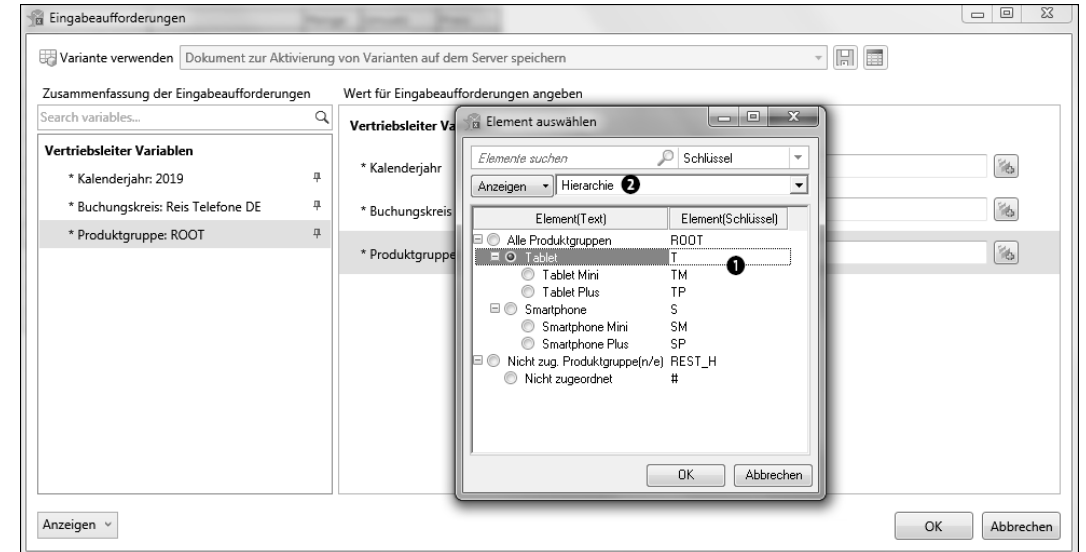 Eingabeaufforderungen
Variante verwenden Dokument zur Aktivierung von Varianten auf dem Server speichern
Zusammenfassung der Eingabeaufforderungen
Search variables...
Vertriebsleiter Variablen
* Kalenderjahr: 2019
* Buchungskreis: Reis Telefone DE
* Produktgruppe: ROOT
Wert für Eingabeaufforderungen angeben
Vertriebsleiter Va
* Kalenderjahr
* Buchungskreis
* Produktgruppe
Element auswählen
Elemente suchen Schlüssel
Anzeigen Hierarchie 2
Element(Text) Element(Schlüssel)
Alle Produktgruppen ROOT
Tablet T 1
Tablet Mini TM
Tablet Plus TP
Smartphone S
Smartphone Mini SM
Smartphone Plus SP
Nicht zug. Produktgruppe(n/e) REST_H
Nicht zugeordnet #
OK Abbrechen
Anzeigen OK Abbrechen